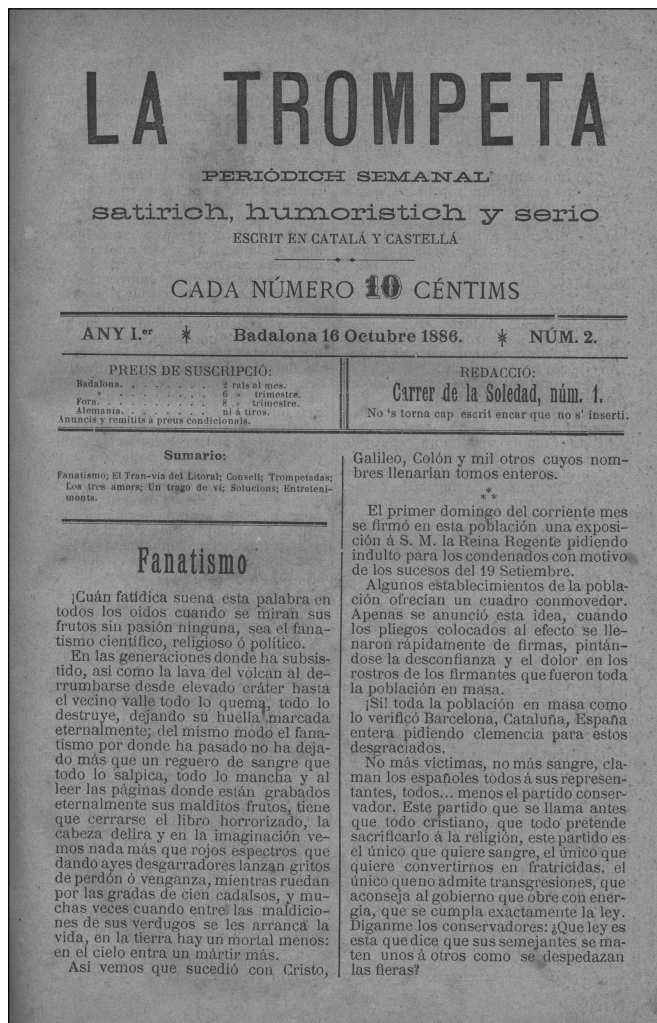 LA TROMPETA
PERIÓDICH SEMANAL
satirich, humoristich y serio
ESCRIT EN CATALÁ Y CASTELLÁ
CADA NÚMERO 10 CÉNTIMS
ANY I.er * Badalona 16 Octubre 1886. * NÚM. 2.
PREUS DE SUSCRIPCIÓ:
Badalona. . . . . . . . 2 rals al mes.
» . . . . . . . . 6 » trimestre.
Fora. . . . . . . . . . 8 » trimestre.
Alemania. . . . . . . . ni á tiros.
Anuncis y remitits á preus condicionals.
REDACCIÓ:
Carrer de la Soledad, núm. 1.
No 's torna cap escrit encar que no s' inserti.
Sumario:
Fanatismo; El Tran-vía del Litoral; Consell; Trompetadas;
Los tres amors; Un trago de vi; Solucions; Entreteni-
ments.
Fanatismo
¡Cuán fatídica suena esta palabra en
todos los oidos cuando se miran sus
frutos sin pasión ninguna, sea el fana-
tismo científico, religioso ó político.
En las generaciones donde ha subsis-
tido, así como la lava del volcán al de-
rrumbarse desde elevado cráter hasta
el vecino valle todo lo quema, todo lo
destruye, dejando su huella marcada
eternalmente; del mismo modo el fana-
tismo por donde ha pasado no ha deja-
do más que un reguero de sangre que
todo lo salpica, todo lo mancha y al
leer las páginas donde están grabados
eternalmente sus malditos frutos, tiene
que cerrarse el libro horrorizado, la
cabeza delira y en la imaginación ve-
mos nada más que rojos espectros que
dando ayes desgarradores lanzan gritos
de perdón ó venganza, mientras ruedan
por las gradas de cien cadalsos, y mu-
chas veces cuando entre las maldicio-
nes de sus verdugos se les arranca la
vida, en la tierra hay un mortal menos:
en el cielo entra un mártir más.
Así vemos que sucedió con Cristo,
Galileo, Colón y mil otros cuyos nom-
bres llenarían tomos enteros.
* * *
El primer domingo del corriente mes
se firmó en esta población una exposi-
ción á S. M. la Reina Regente pidiendo
indulto para los condenados con motivo
de los sucesos del 19 Setiembre.
Algunos establecimientos de la pobla-
ción ofrecian un cuadro conmovedor.
Apenas se anunció esta idea, cuando
los pliegos colocados al efecto se lle-
naron rápidamente de firmas, pintán-
dose la desconfianza y el dolor en los
rostros de los firmantes que fueron toda
la población en masa.
¡Si! toda la población en masa como
lo verificó Barcelona, Cataluña, España
entera pidiendo clemencia para estos
desgraciados.
No más víctimas, no más sangre, cla-
man los españoles todos á sus represen-
tantes, todos... menos el partido conser-
vador. Este partido que se llama antes
que todo cristiano, que todo pretende
sacrificarlo á la religión, este partido es
el único que quiere sangre, el único que
quiere convertirnos en fratricidas, el
único queno admite transgresiones, que
aconseja al gobierno que obre con ener-
gía, que se cumpla exactamente la ley.
Díganme los conservadores: ¿Que ley es
esta que dice que sus semejantes se ma-
ten unos á otros como se despedazan
las fieras?